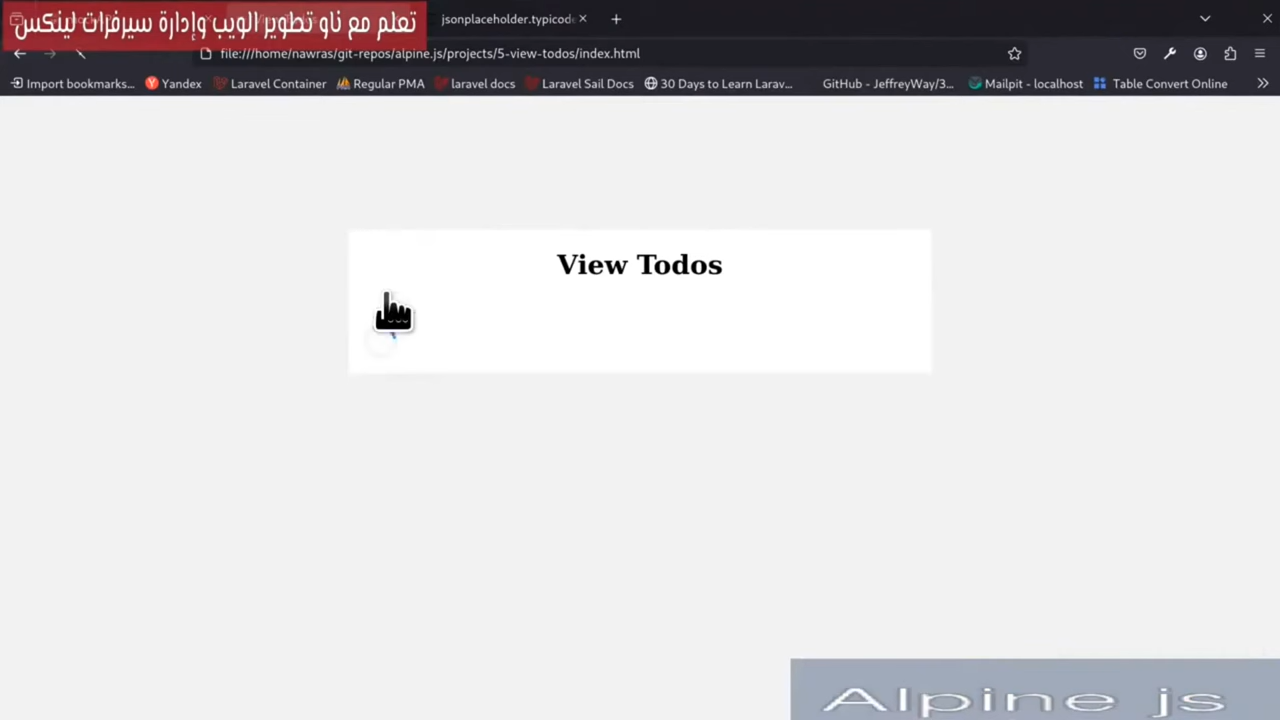 تعلم مع ناو تطوير الويب وإدارة سيرفرات لينكس
jsonplaceholder.typicode
file:///home/nawras/git-repos/alpine.js/projects/5-view-todos/index.html
Import bookmarks... Yandex Laravel Container Regular PMA laravel docs Laravel Sail Docs 30 Days to Learn Larav... GitHub - JeffreyWay/3... Mailpit - localhost Table Convert Online
View Todos
Alpine js